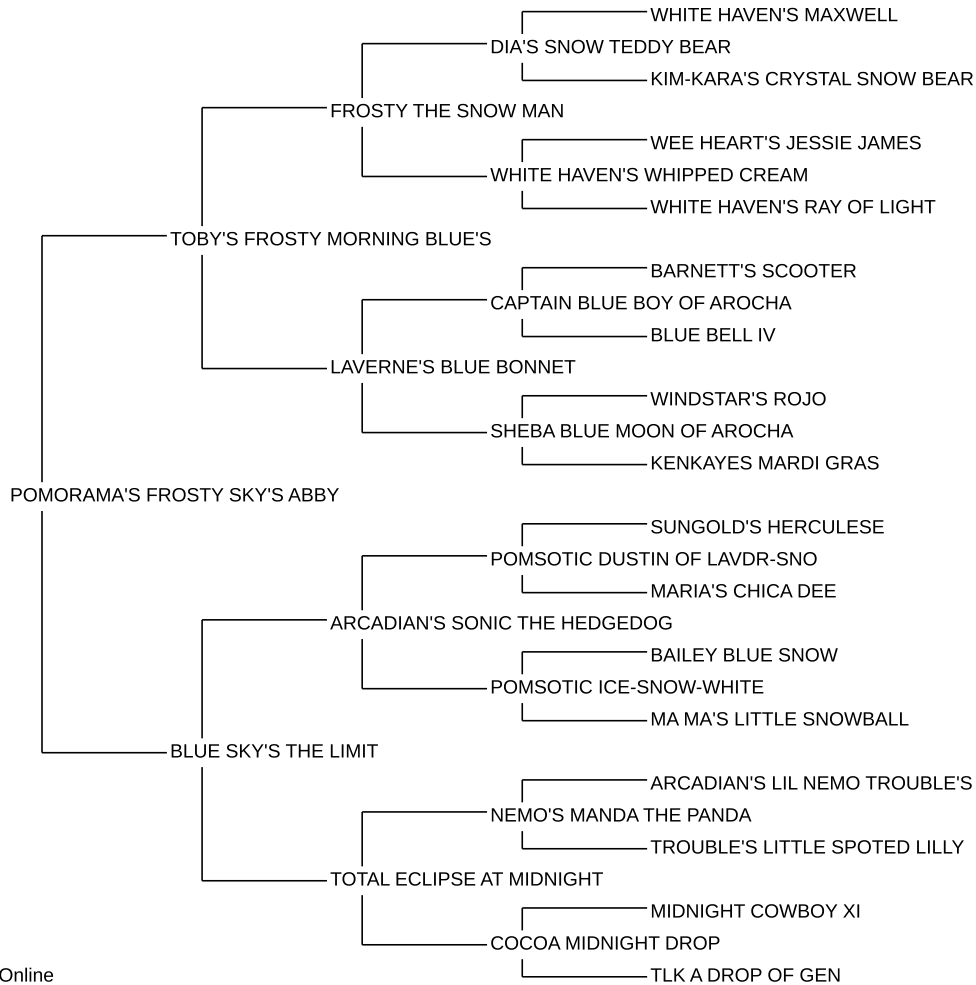 WHITE HAVEN'S MAXWELL
DIA'S SNOW TEDDY BEAR
KIM-KARA'S CRYSTAL SNOW BEAR
FROSTY THE SNOW MAN
WEE HEART'S JESSIE JAMES
WHITE HAVEN'S WHIPPED CREAM
WHITE HAVEN'S RAY OF LIGHT
TOBY'S FROSTY MORNING BLUE'S
BARNETT'S SCOOTER
CAPTAIN BLUE BOY OF AROCHA
BLUE BELL IV
LAVERNE'S BLUE BONNET
WINDSTAR'S ROJO
SHEBA BLUE MOON OF AROCHA
KENKAYES MARDI GRAS
POMORAMA'S FROSTY SKY'S ABBY
SUNGOLD'S HERCULESE
POMSOTIC DUSTIN OF LAVDR-SNO
MARIA'S CHICA DEE
ARCADIAN'S SONIC THE HEDGEDOG
BAILEY BLUE SNOW
POMSOTIC ICE-SNOW-WHITE
MA MA'S LITTLE SNOWBALL
BLUE SKY'S THE LIMIT
ARCADIAN'S LIL NEMO TROUBLE'S
NEMO'S MANDA THE PANDA
TROUBLE'S LITTLE SPOTED LILLY
TOTAL ECLIPSE AT MIDNIGHT
MIDNIGHT COWBOY XI
COCOA MIDNIGHT DROP
TLK A DROP OF GEN
Online